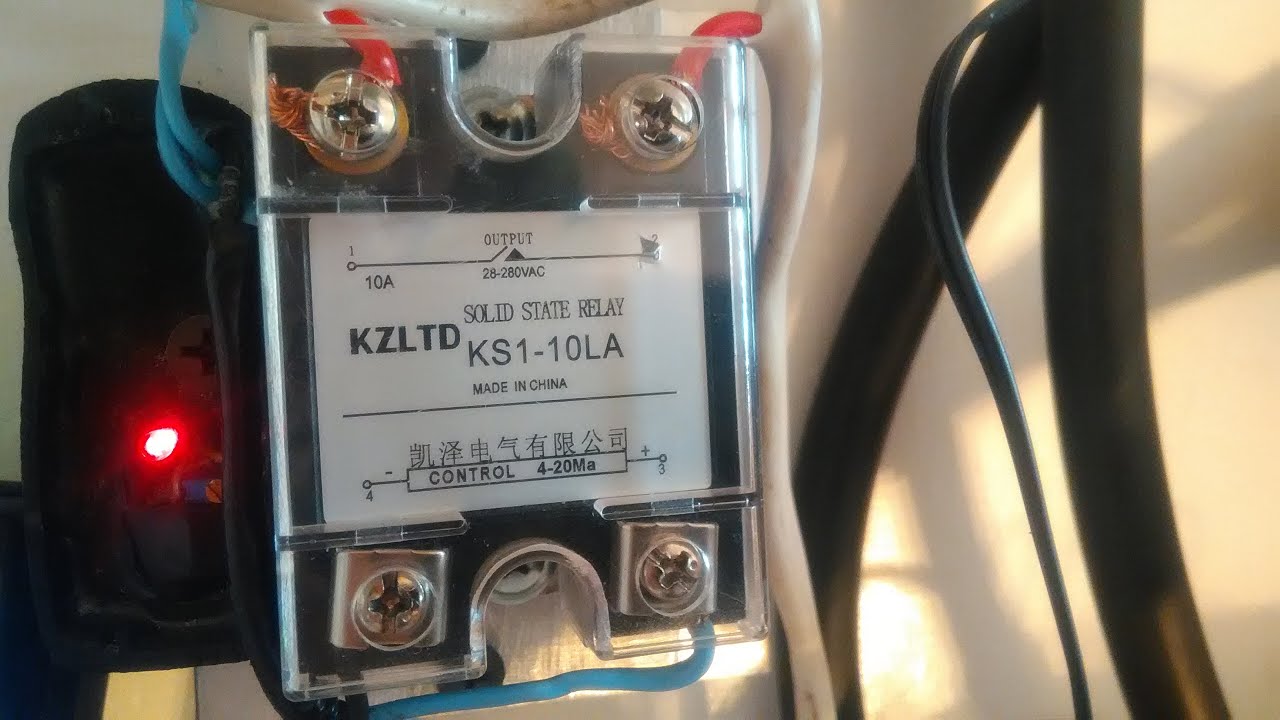 OUTPUT
1 2
10A 28-280VAC
SOLID STATE RELAY
KZLTD KS1-10LA
MADE IN CHINA
凯泽电气有限公司
- +
4 CONTROL 4-20Ma 3